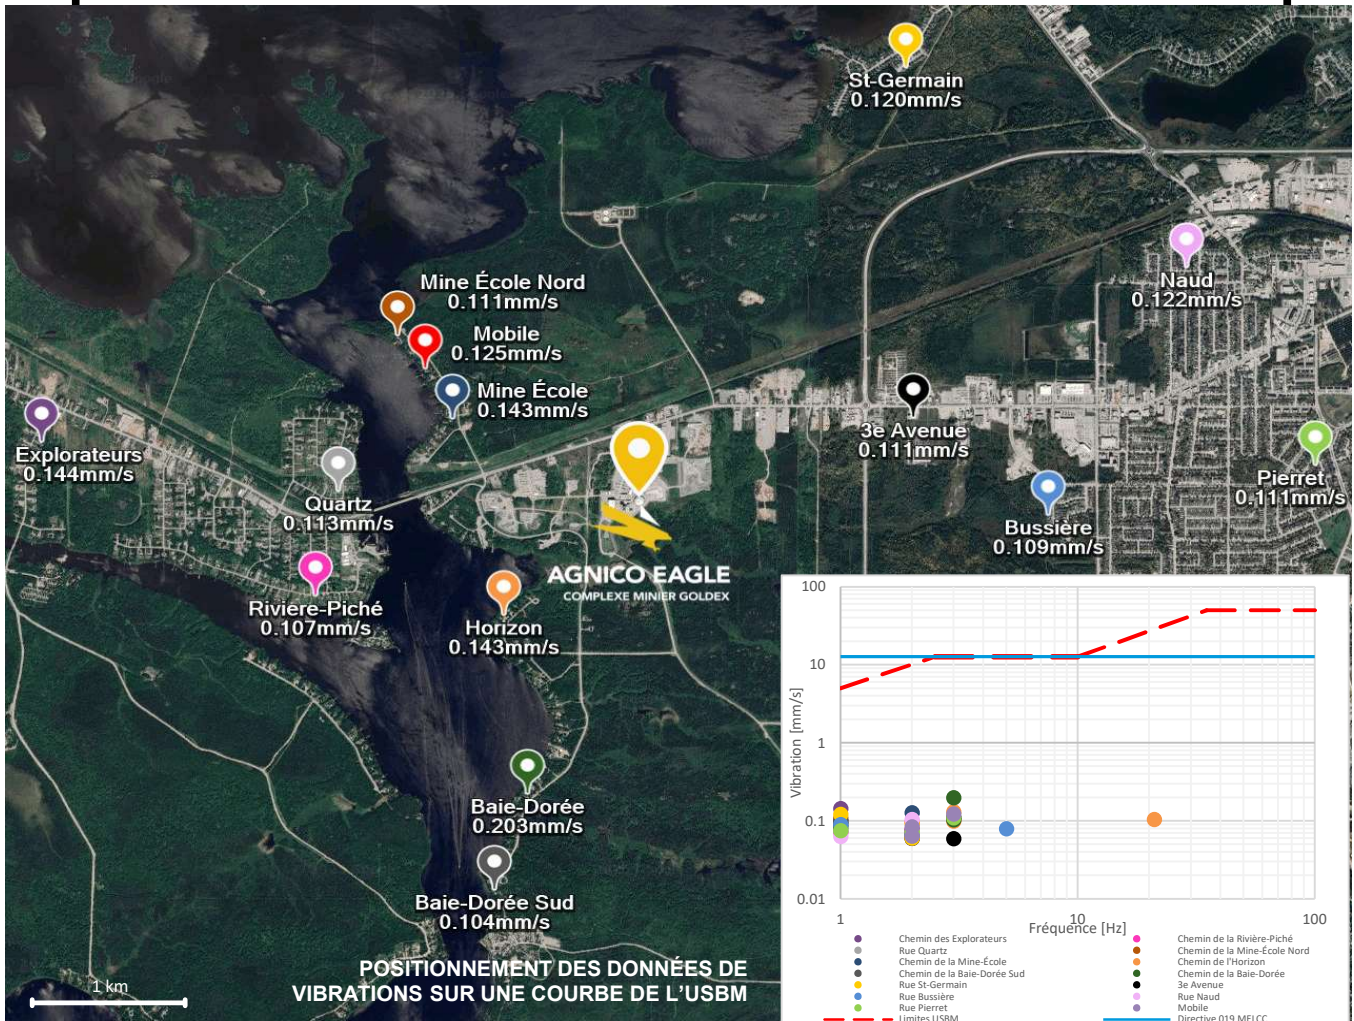 St-Germain
0.120mm/s
Naud
0.122mm/s
Mine École Nord
0.111mm/s
Mobile
0.125mm/s
Mine École
0.143mm/s
3e Avenue
0.111mm/s
Explorateurs
0.144mm/s
Quartz
0.113mm/s
Pierret
0.111mm/s
Bussière
0.109mm/s
Riviere-Piché
0.107mm/s
AGNICO EAGLE
COMPLEXE MINIER GOLDEX
Horizon
0.143mm/s
Baie-Dorée
0.203mm/s
Baie-Dorée Sud
0.104mm/s
POSITIONNEMENT DES DONNÉES DE
VIBRATIONS SUR UNE COURBE DE L'USBM
1 km
Vibration [mm/s]
100
10
1
0.1
0.01
1
10
100
Fréquence [Hz]
Chemin des Explorateurs
Chemin de la Rivière-Piché
Rue Quartz
Chemin de la Mine-École Nord
Chemin de la Mine-École
Chemin de l'Horizon
Chemin de la Baie-Dorée Sud
Chemin de la Baie-Dorée
Rue St-Germain
3e Avenue
Rue Bussière
Rue Naud
Rue Pierret
Mobile
Limites USBM
Directive 019 MELCC